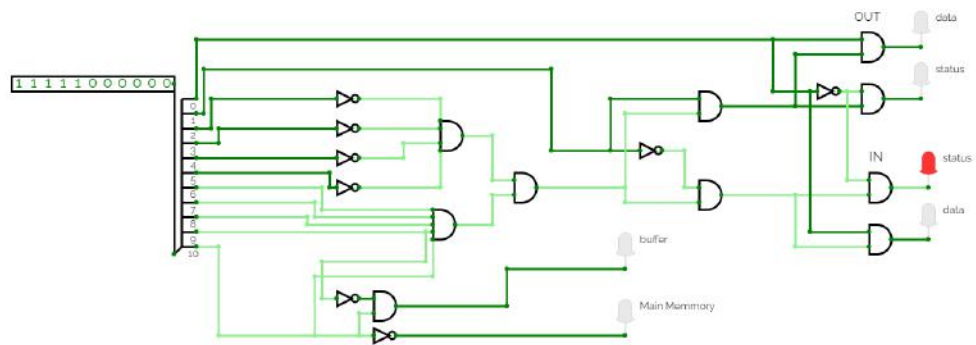 OUT
data
status
1 1 1 1 1 0 0 0 0 0 0
0
1
2
3
4
5
6
7
8
9
10
IN
status
data
buffer
Main Memmory